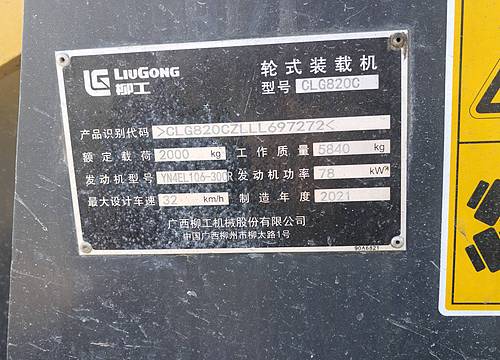 LIUGONG
柳工
轮式装载机
型号 CLG820C
产品识别代码 >CLG820CZLLL697272<
额定载荷 2000 kg 工作质量 5840 kg
发动机型号 YN4EL106-30CR 发动机功率 78 kW
最大设计车速 32 km/h 制造年度 2021
广西柳工机械股份有限公司
中国广西柳州市柳太路1号
90A6821